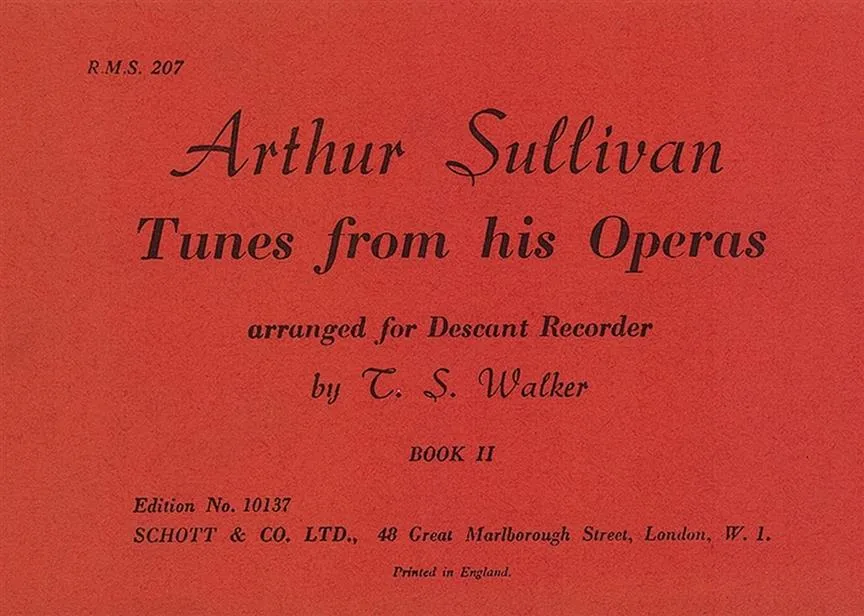 R.M.S. 207
Arthur Sullivan
Tunes from his Operas
arranged for Descant Recorder
by T. S. Walker
BOOK II
Edition No. 10137
SCHOTT & CO. LTD., 48 Great Marlborough Street, London, W. 1.
Printed in England.